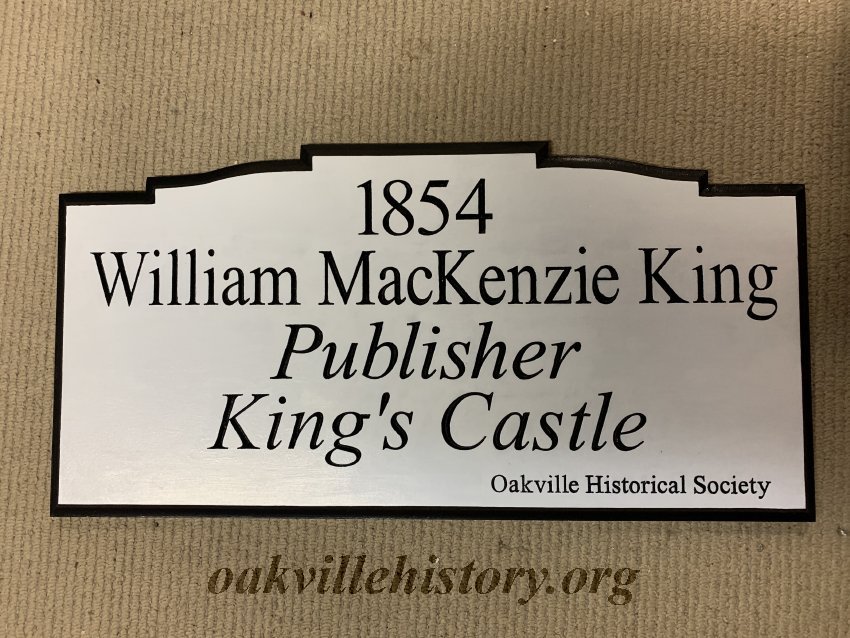 1854
William MacKenzie King
Publisher
King's Castle
Oakville Historical Society
oakvillehistory.org